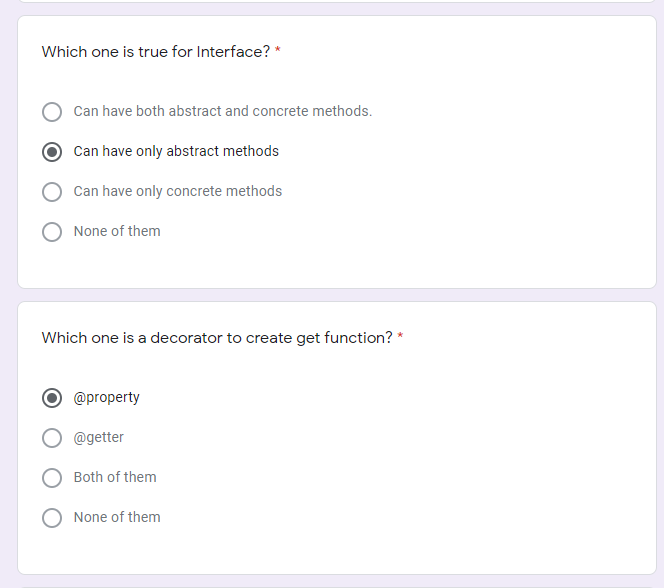 Which one is true for Interface? *
Can have both abstract and concrete methods.
Can have only abstract methods
Can have only concrete methods
None of them
Which one is a decorator to create get function? *
@property
@getter
Both of them
None of them